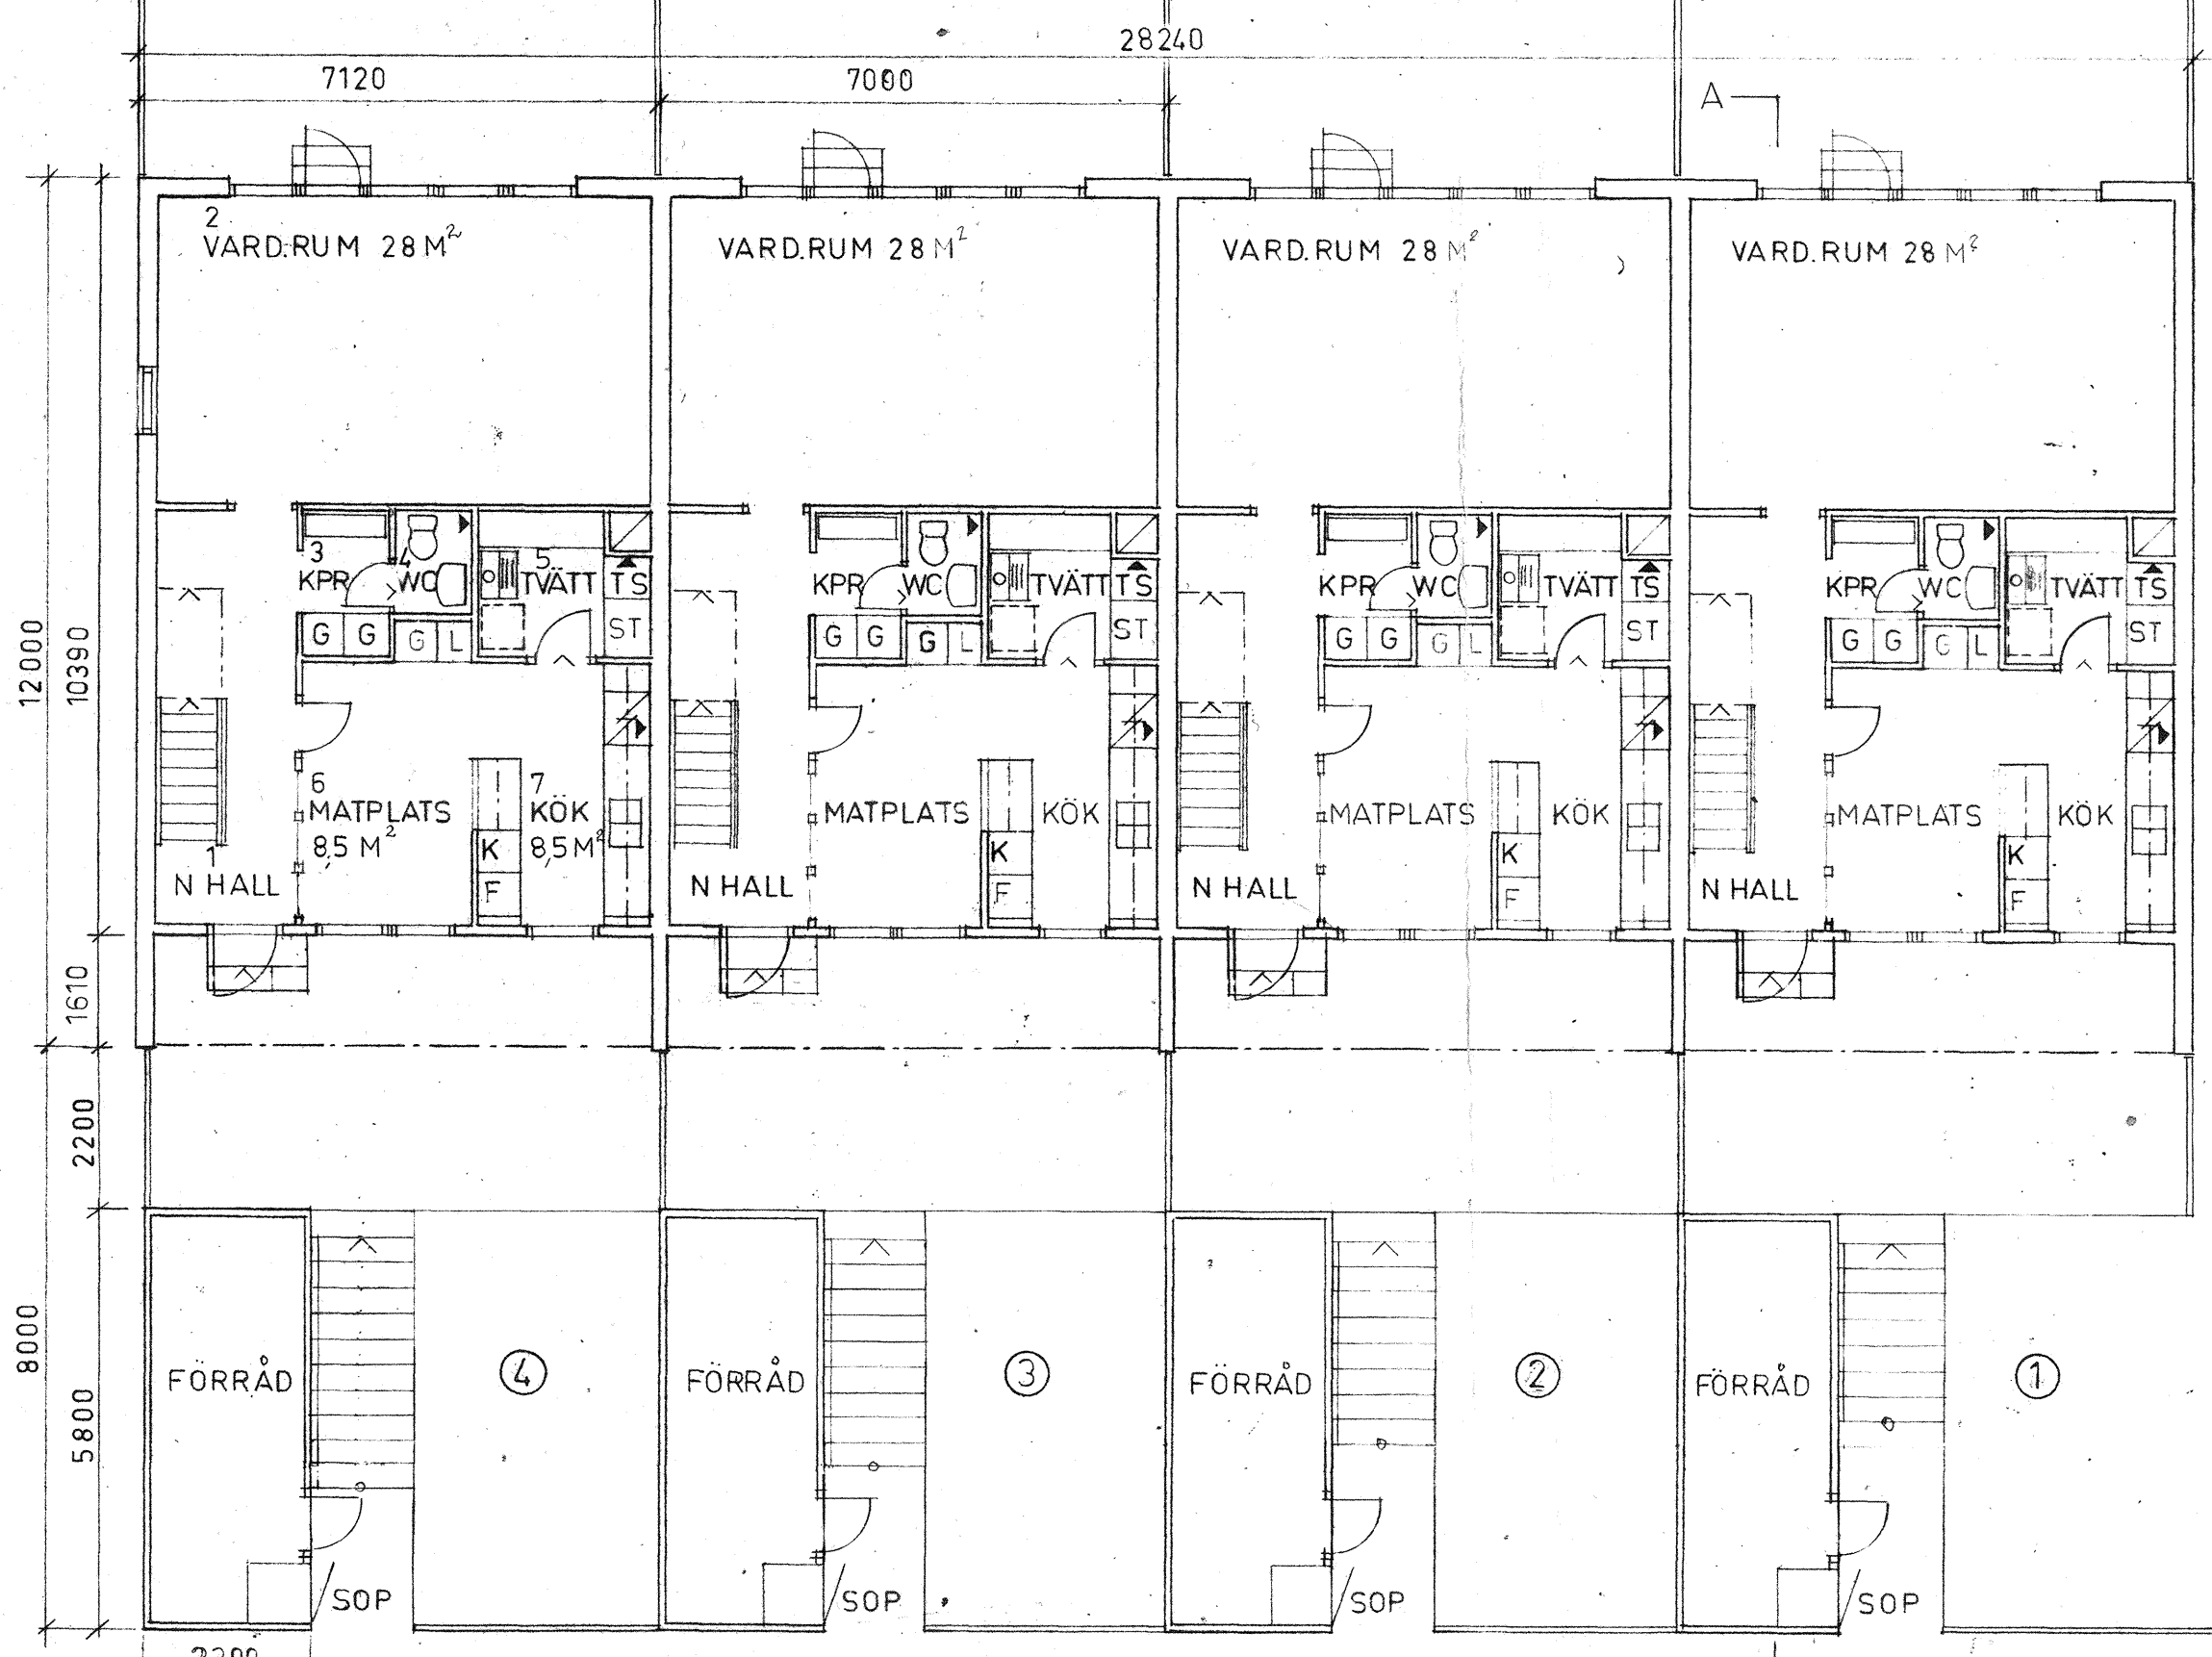 28240
7120 7000
A
2
VARD.RUM 28 M² VARD.RUM 28 M² VARD.RUM 28 M² VARD.RUM 28 M²
3 4 5
KPR WC TVÄTT TS KPR WC TVÄTT TS KPR WC TVÄTT TS KPR WC TVÄTT TS
G G G L ST G G G L ST G G G L ST G G G L ST
12000
10390
6 7
MATPLATS KÖK MATPLATS KÖK MATPLATS KÖK MATPLATS KÖK
8,5 M² 8,5 M²
1 K K K K
N HALL F N HALL F N HALL F N HALL F
1610
2200
8000
5800
FÖRRÅD 4 FÖRRÅD 3 FÖRRÅD 2 FÖRRÅD 1
SOP SOP SOP SOP